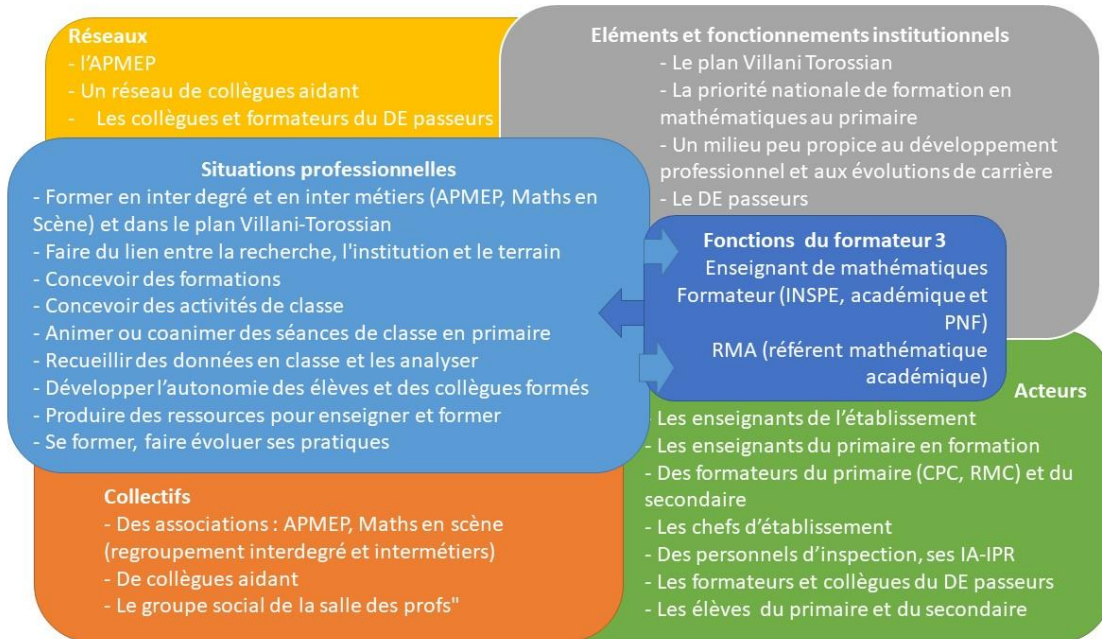 Réseaux
- l'APMEP
- Un réseau de collègues aidant
- Les collègues et formateurs du DE passeurs
Eléments et fonctionnements institutionnels
- Le plan Villani Torossian
- La priorité nationale de formation en
mathématiques au primaire
- Un milieu peu propice au développement
professionnel et aux évolutions de carrière
- Le DE passeurs
Situations professionnelles
- Former en inter degré et en inter métiers (APMEP, Maths en
Scène) et dans le plan Villani-Torossian
- Faire du lien entre la recherche, l'institution et le terrain
- Concevoir des formations
- Concevoir des activités de classe
- Animer ou coanimer des séances de classe en primaire
- Recueillir des données en classe et les analyser
- Développer l'autonomie des élèves et des collègues formés
- Produire des ressources pour enseigner et former
- Se former, faire évoluer ses pratiques
Fonctions du formateur 3
Enseignant de mathématiques
Formateur (INSPE, académique et
PNF)
RMA (référent mathématique
académique)
Collectifs
- Des associations : APMEP, Maths en scène
(regroupement interdegré et intermétiers)
- De collègues aidant
- Le groupe social de la salle des profs"
Acteurs
- Les enseignants de l'établissement
- Les enseignants du primaire en formation
- Des formateurs du primaire (CPC, RMC) et du
secondaire
- Les chefs d'établissement
- Des personnels d'inspection, ses IA-IPR
- Les formateurs et collègues du DE passeurs
- Les élèves du primaire et du secondaire